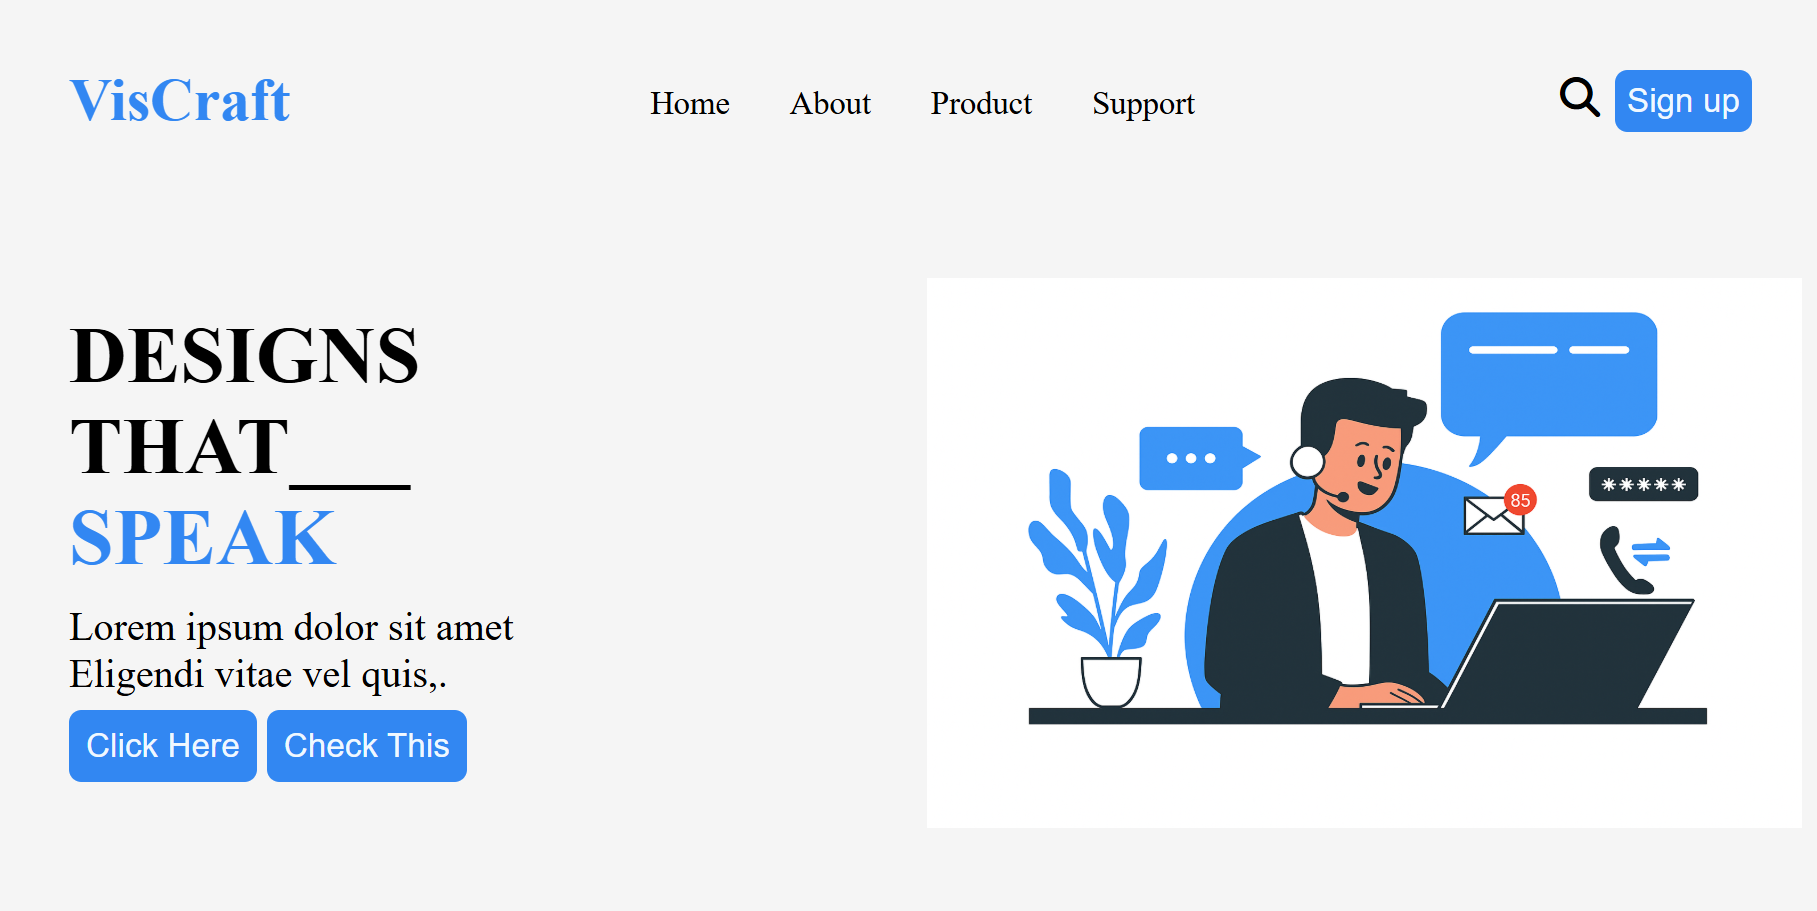 VisCraft
Home About Product Support
Sign up
DESIGNS
THAT___
SPEAK
Lorem ipsum dolor sit amet
Eligendi vitae vel quis,.
Click Here Check This
85
*****